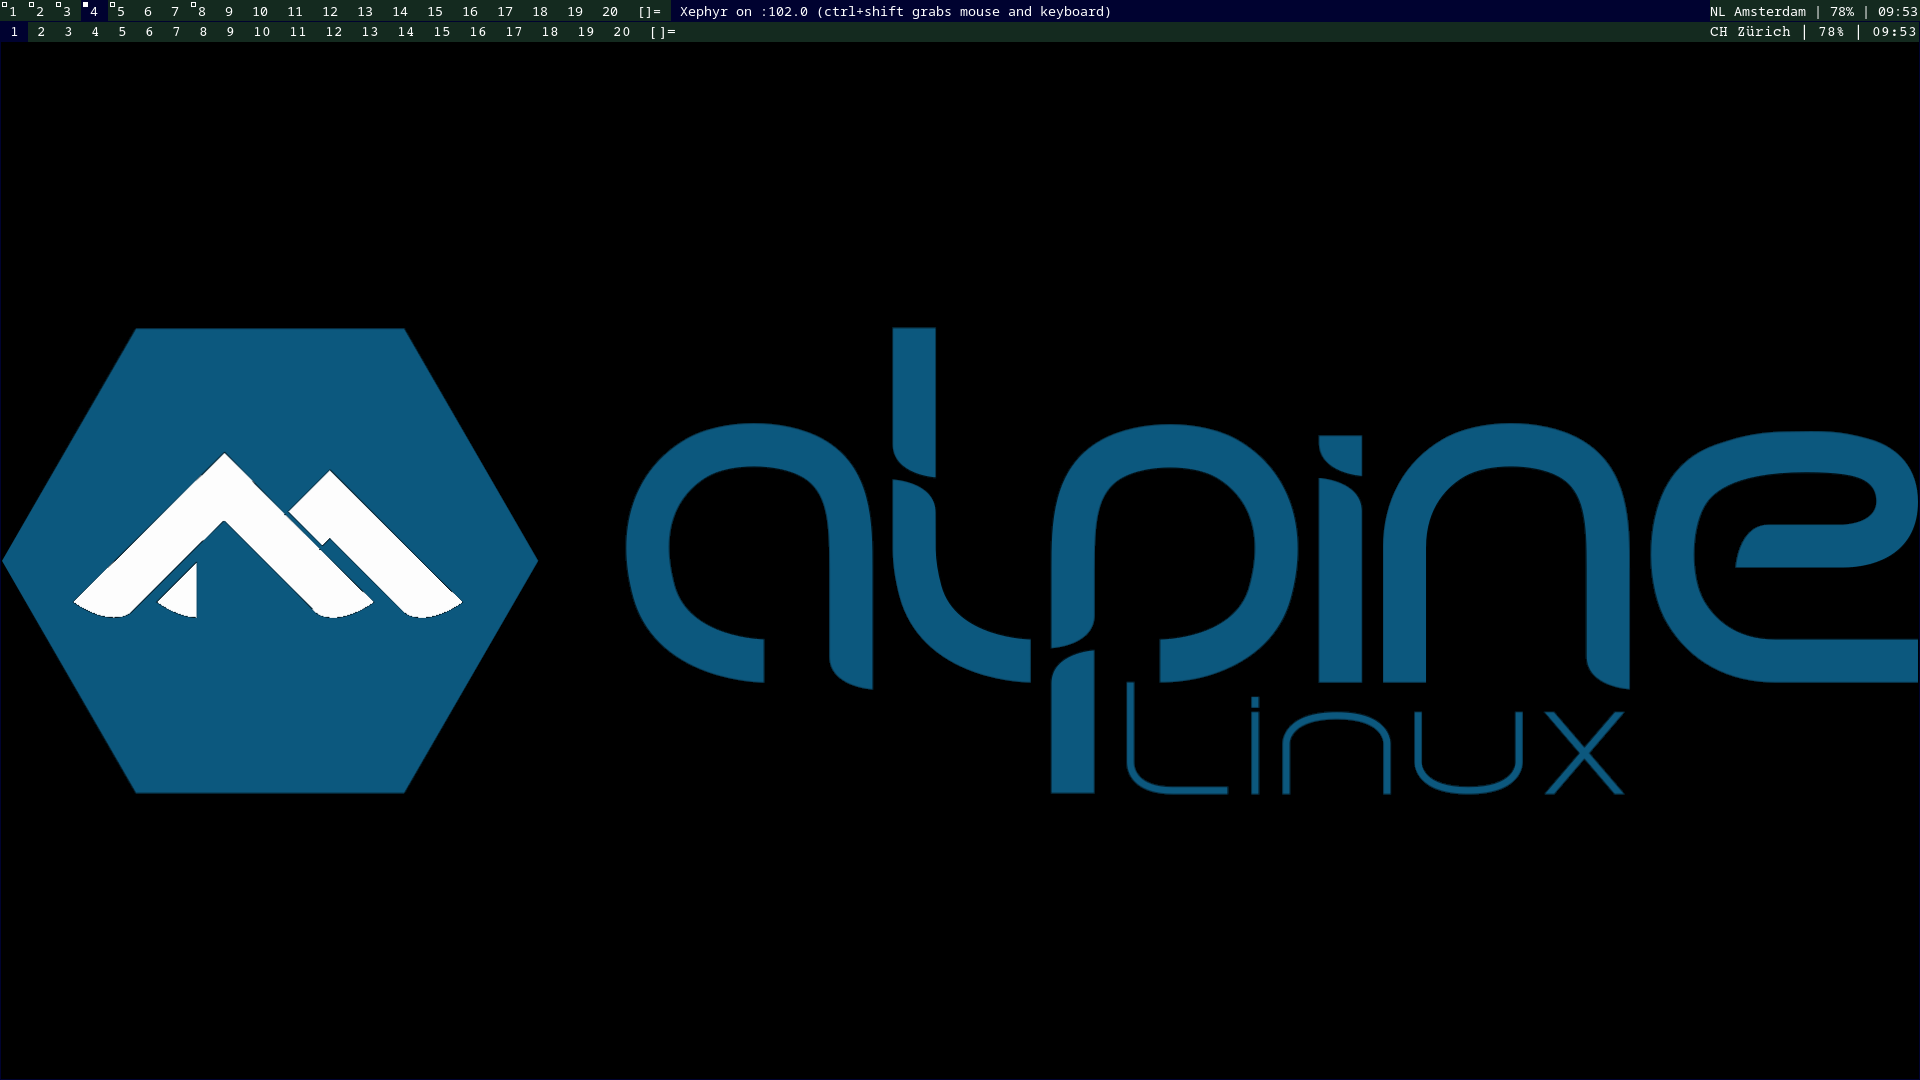 1 2 3 4 5 6 7 8 9 10 11 12 13 14 15 16 17 18 19 20 []= Xephyr on :102.0 (ctrl+shift grabs mouse and keyboard) NL Amsterdam | 78% | 09:53
1 2 3 4 5 6 7 8 9 10 11 12 13 14 15 16 17 18 19 20 []= CH Zürich | 78% | 09:53
alpine
Linux